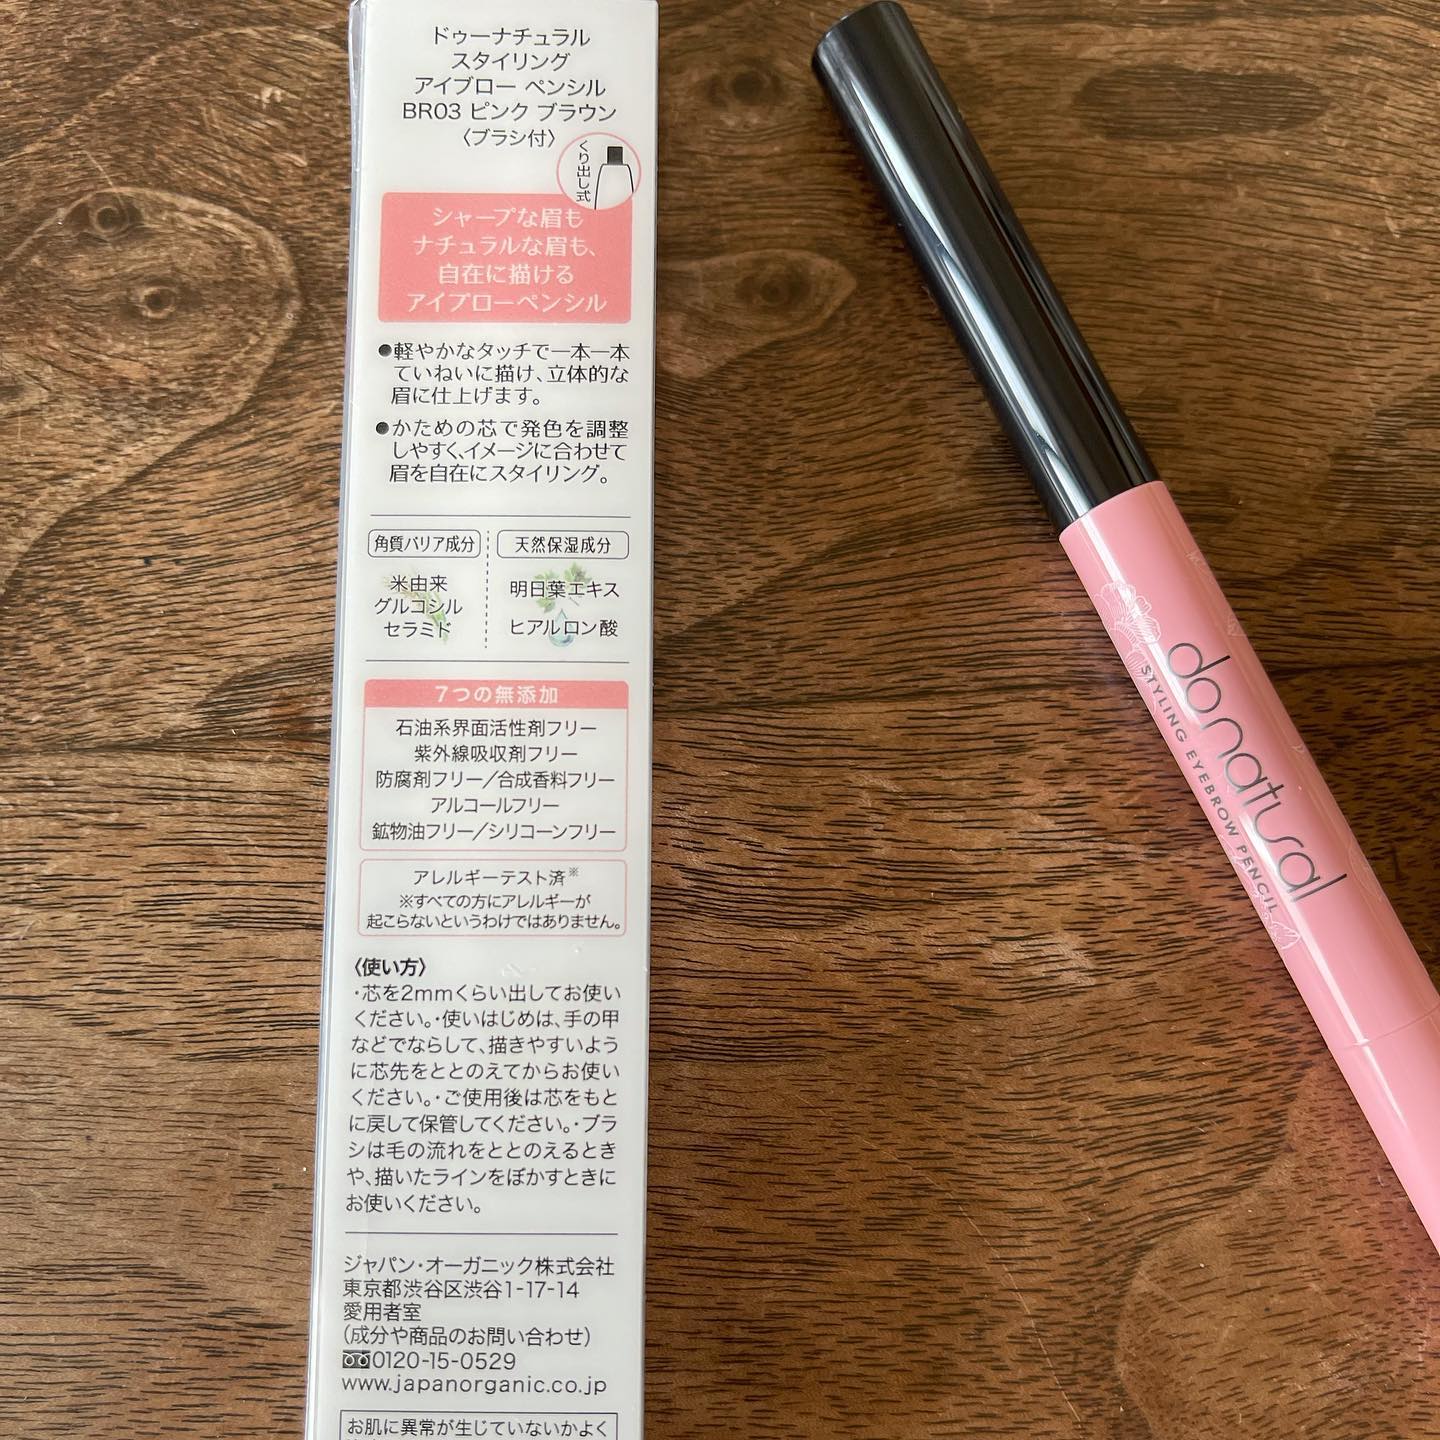 ドゥーナチュラル
スタイリング
アイブロー ペンシル
BR03 ピンク ブラウン
〈ブラシ付〉
くり出し式
シャープな眉も
ナチュラルな眉も、
自在に描ける
アイブローペンシル
●軽やかなタッチで一本一本
ていねいに描け、立体的な
眉に仕上げます。
●かための芯で発色を調整
しやすく、イメージに合わせて
眉を自在にスタイリング。
角質バリア成分
米由来
グルコシル
セラミド
天然保湿成分
明日葉エキス
ヒアルロン酸
7つの無添加
石油系界面活性剤フリー
紫外線吸収剤フリー
防腐剤フリー/合成香料フリー
アルコールフリー
鉱物油フリー/シリコーンフリー
アレルギーテスト済※
※すべての方にアレルギーが
起こらないというわけではありません。
〈使い方〉
・芯を2mmくらい出してお使い
ください。・使いはじめは、手の甲
などでならして、描きやすいよう
に芯先をととのえてからお使い
ください。・ご使用後は芯をもと
に戻して保管してください。・ブラ
シは毛の流れをととのえるとき
や、描いたラインをぼかすときに
お使いください。
ジャパン・オーガニック株式会社
東京都渋谷区渋谷1-17-14
愛用者室
(成分や商品のお問い合わせ)
0120-15-0529
www.japanorganic.co.jp
お肌に異常が生じていないかよく
do natural
STYLING EYEBROW PENCIL